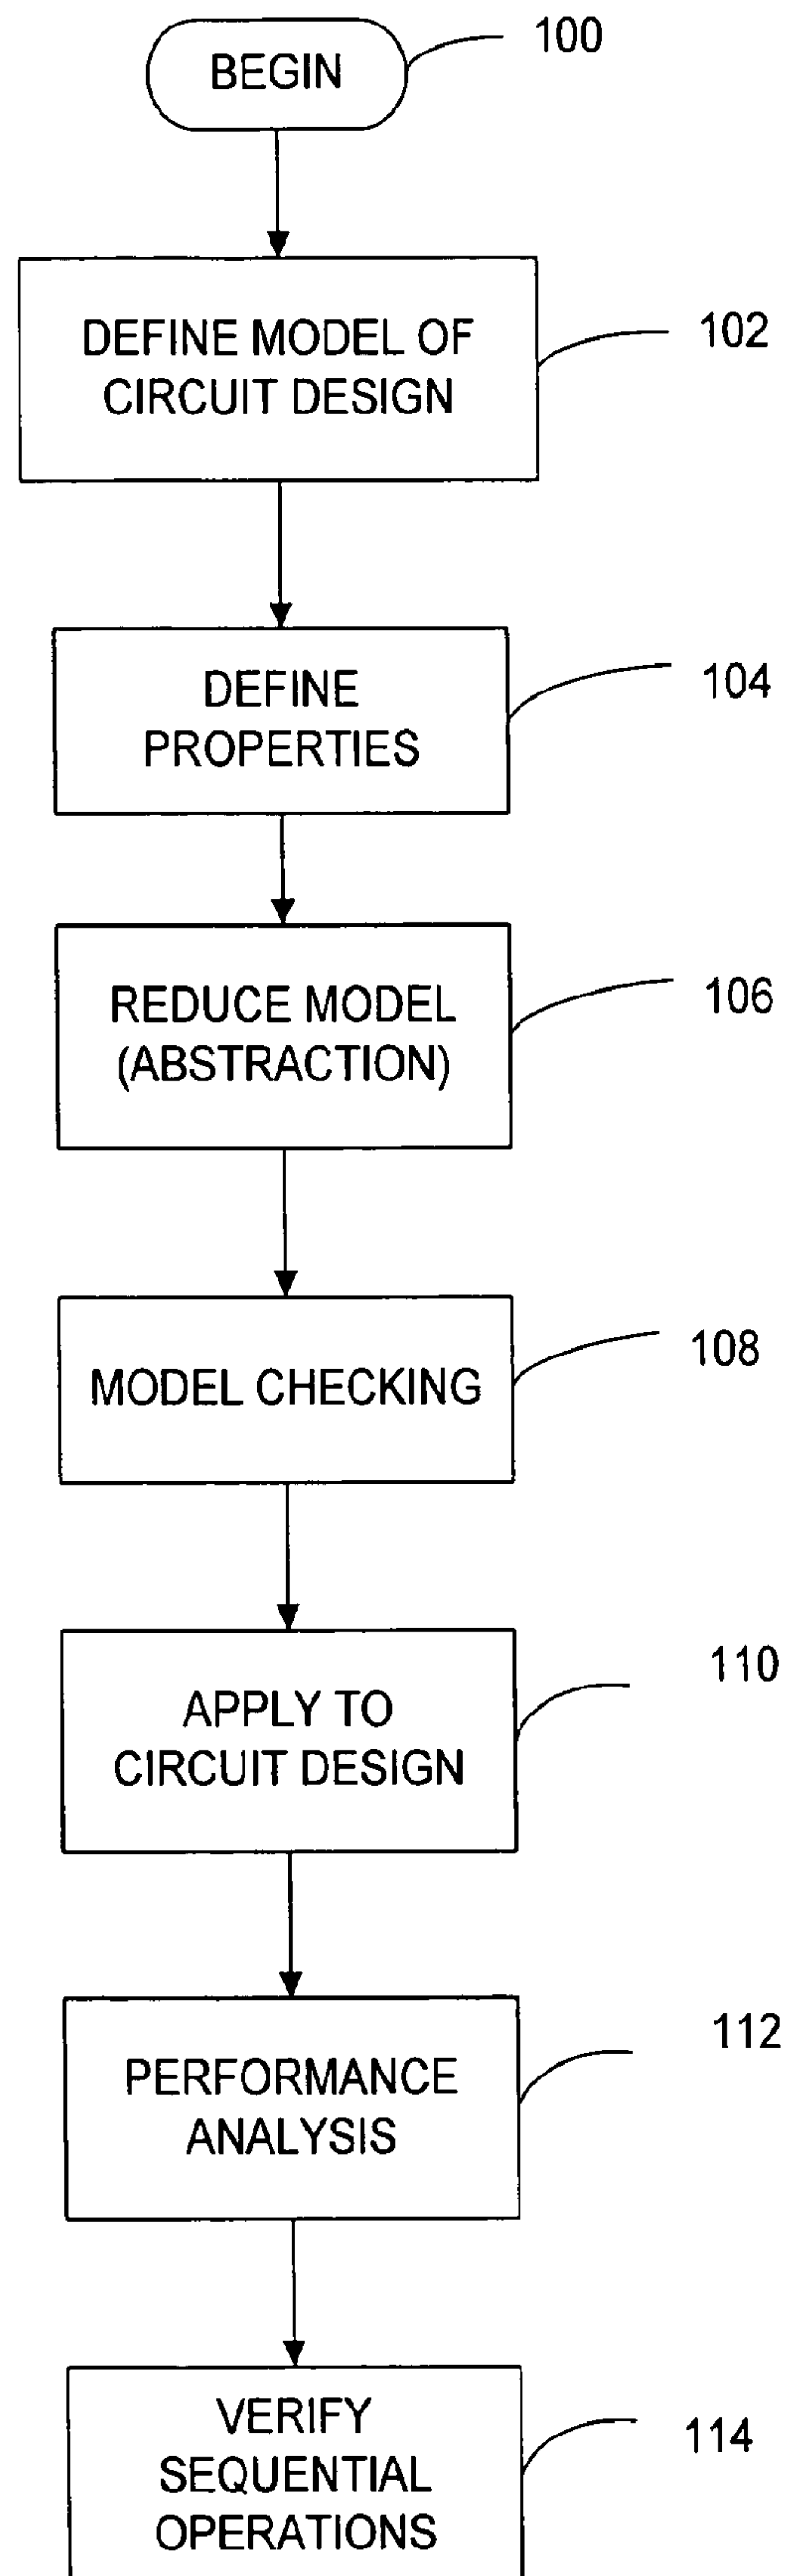 BEGIN
100
DEFINE MODEL OF
CIRCUIT DESIGN
102
DEFINE
PROPERTIES
104
REDUCE MODEL
(ABSTRACTION)
106
MODEL CHECKING
108
APPLY TO
CIRCUIT DESIGN
110
PERFORMANCE
ANALYSIS
112
VERIFY
SEQUENTIAL
OPERATIONS
114